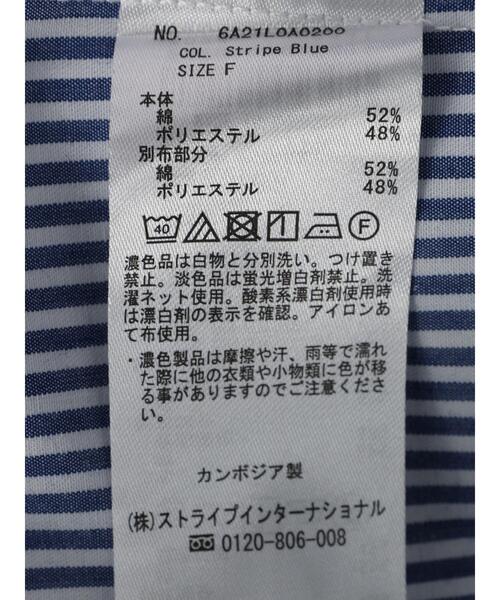 NO. 6A21L0A0200
COL. Stripe Blue
SIZE F
本体
綿 52%
ポリエステル 48%
別布部分
綿 52%
ポリエステル 48%
40
F
濃色品は白物と分別洗い。つけ置き
禁止。淡色品は蛍光増白剤禁止。洗
濯ネット使用。酸素系漂白剤使用時
は漂白剤の表示を確認。アイロンあ
て布使用。
・濃色製品は摩擦や汗、雨等で濡れ
た際に他の衣類や小物類に色が移
る事がありますのでご注意くださ
い。
カンボジア製
(株)ストライプインターナショナル
0120-806-008